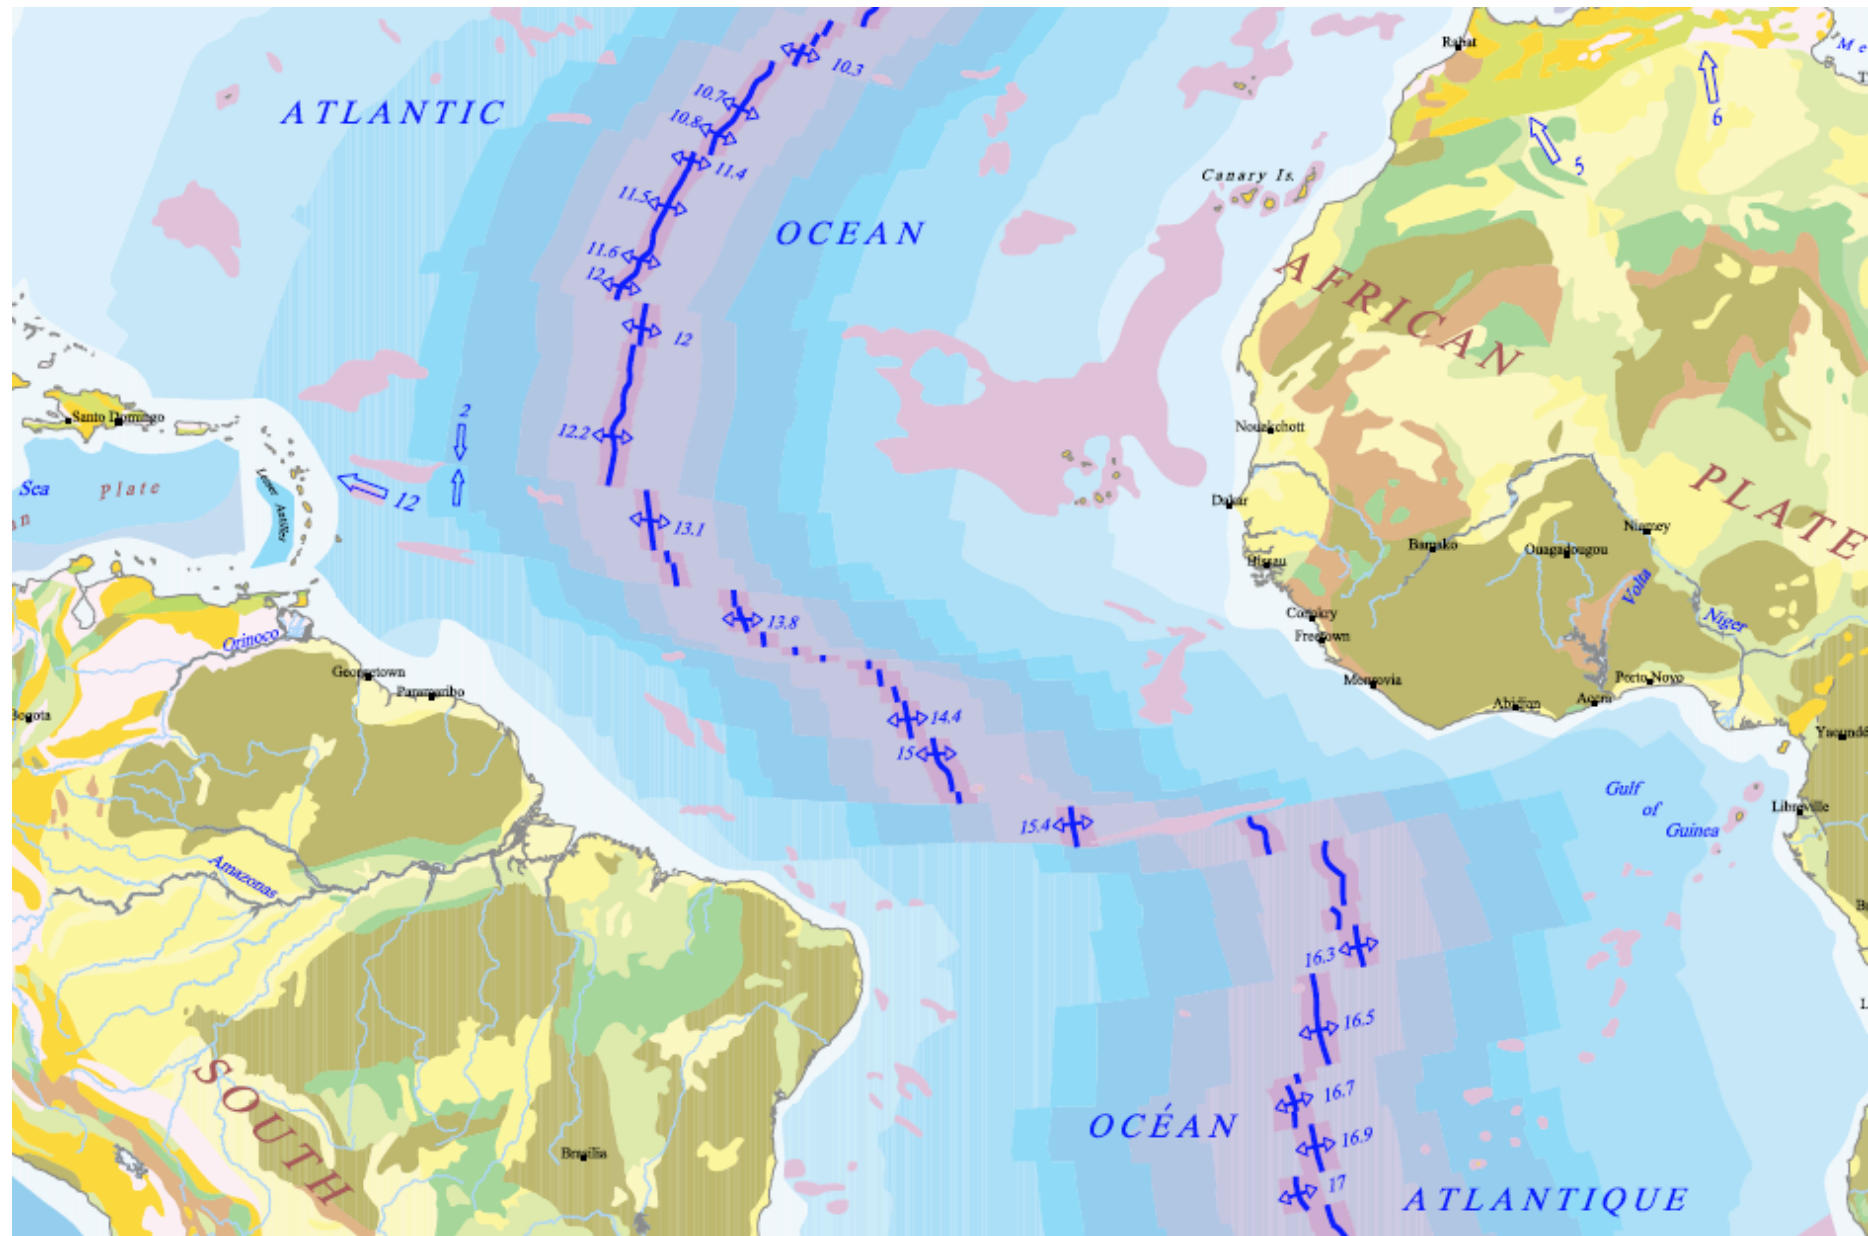 10.3
10.7
10.8
11.4
11.5
11.6
12
12
12.2
13.1
13.8
14.4
15
15.4
16.3
16.5
16.7
16.9
17
ATLANTIC
OCEAN
OCÉAN
ATLANTIQUE
2
12
5
6
Rabat
Canary Is.
AFRICAN
PLATE
Santo Domingo
Sea
Plate
Lesser Antilles
Nouakchott
Dakar
Bissau
Conakry
Freetown
Monrovia
Bamako
Ouagadougou
Niamey
Volta
Niger
Abidjan
Accra
Porto Novo
Yaoundé
Libreville
Gulf
of
Guinea
Orinoco
Georgetown
Paramaribo
Bogota
Amazonas
SOUTH
Brasilia